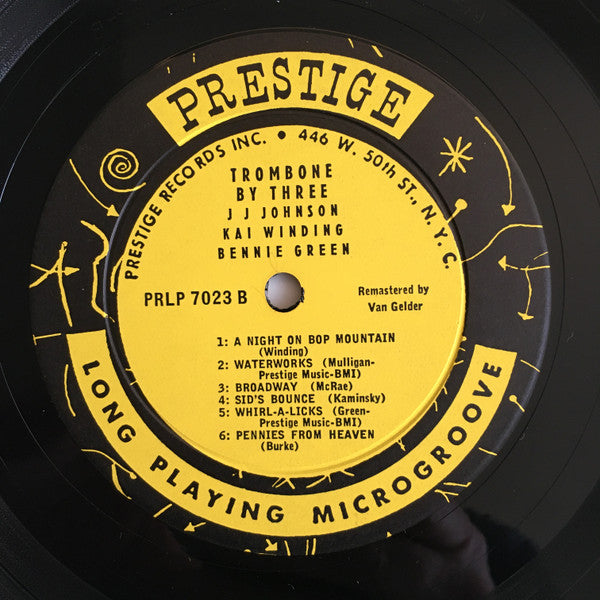 PRESTIGE
PRESTIGE RECORDS INC. • 446 W. 50th ST., N.Y.C.
TROMBONE
BY THREE
J J JOHNSON
KAI WINDING
BENNIE GREEN
PRLP 7023 B
Remastered by
Van Gelder
1: A NIGHT ON BOP MOUNTAIN
(Winding)
2: WATERWORKS (Mulligan-
Prestige Music-BMI)
3: BROADWAY (McRae)
4: SID'S BOUNCE (Kaminsky)
5: WHIRL-A-LICKS (Green-
Prestige Music-BMI)
6: PENNIES FROM HEAVEN
(Burke)
LONG PLAYING MICROGROOVE